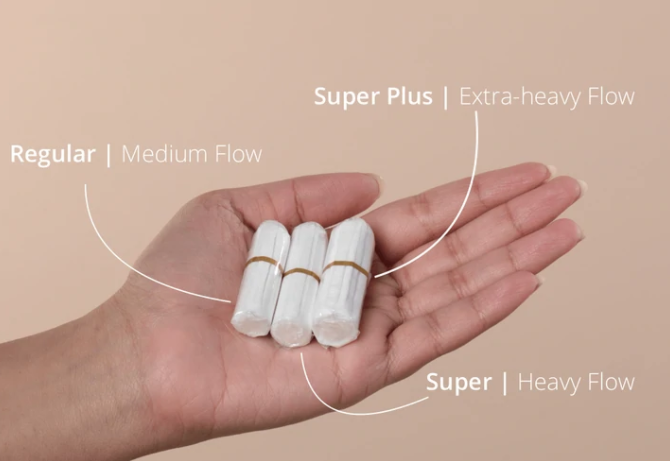 Super Plus | Extra-heavy Flow
Regular | Medium Flow
Super | Heavy Flow